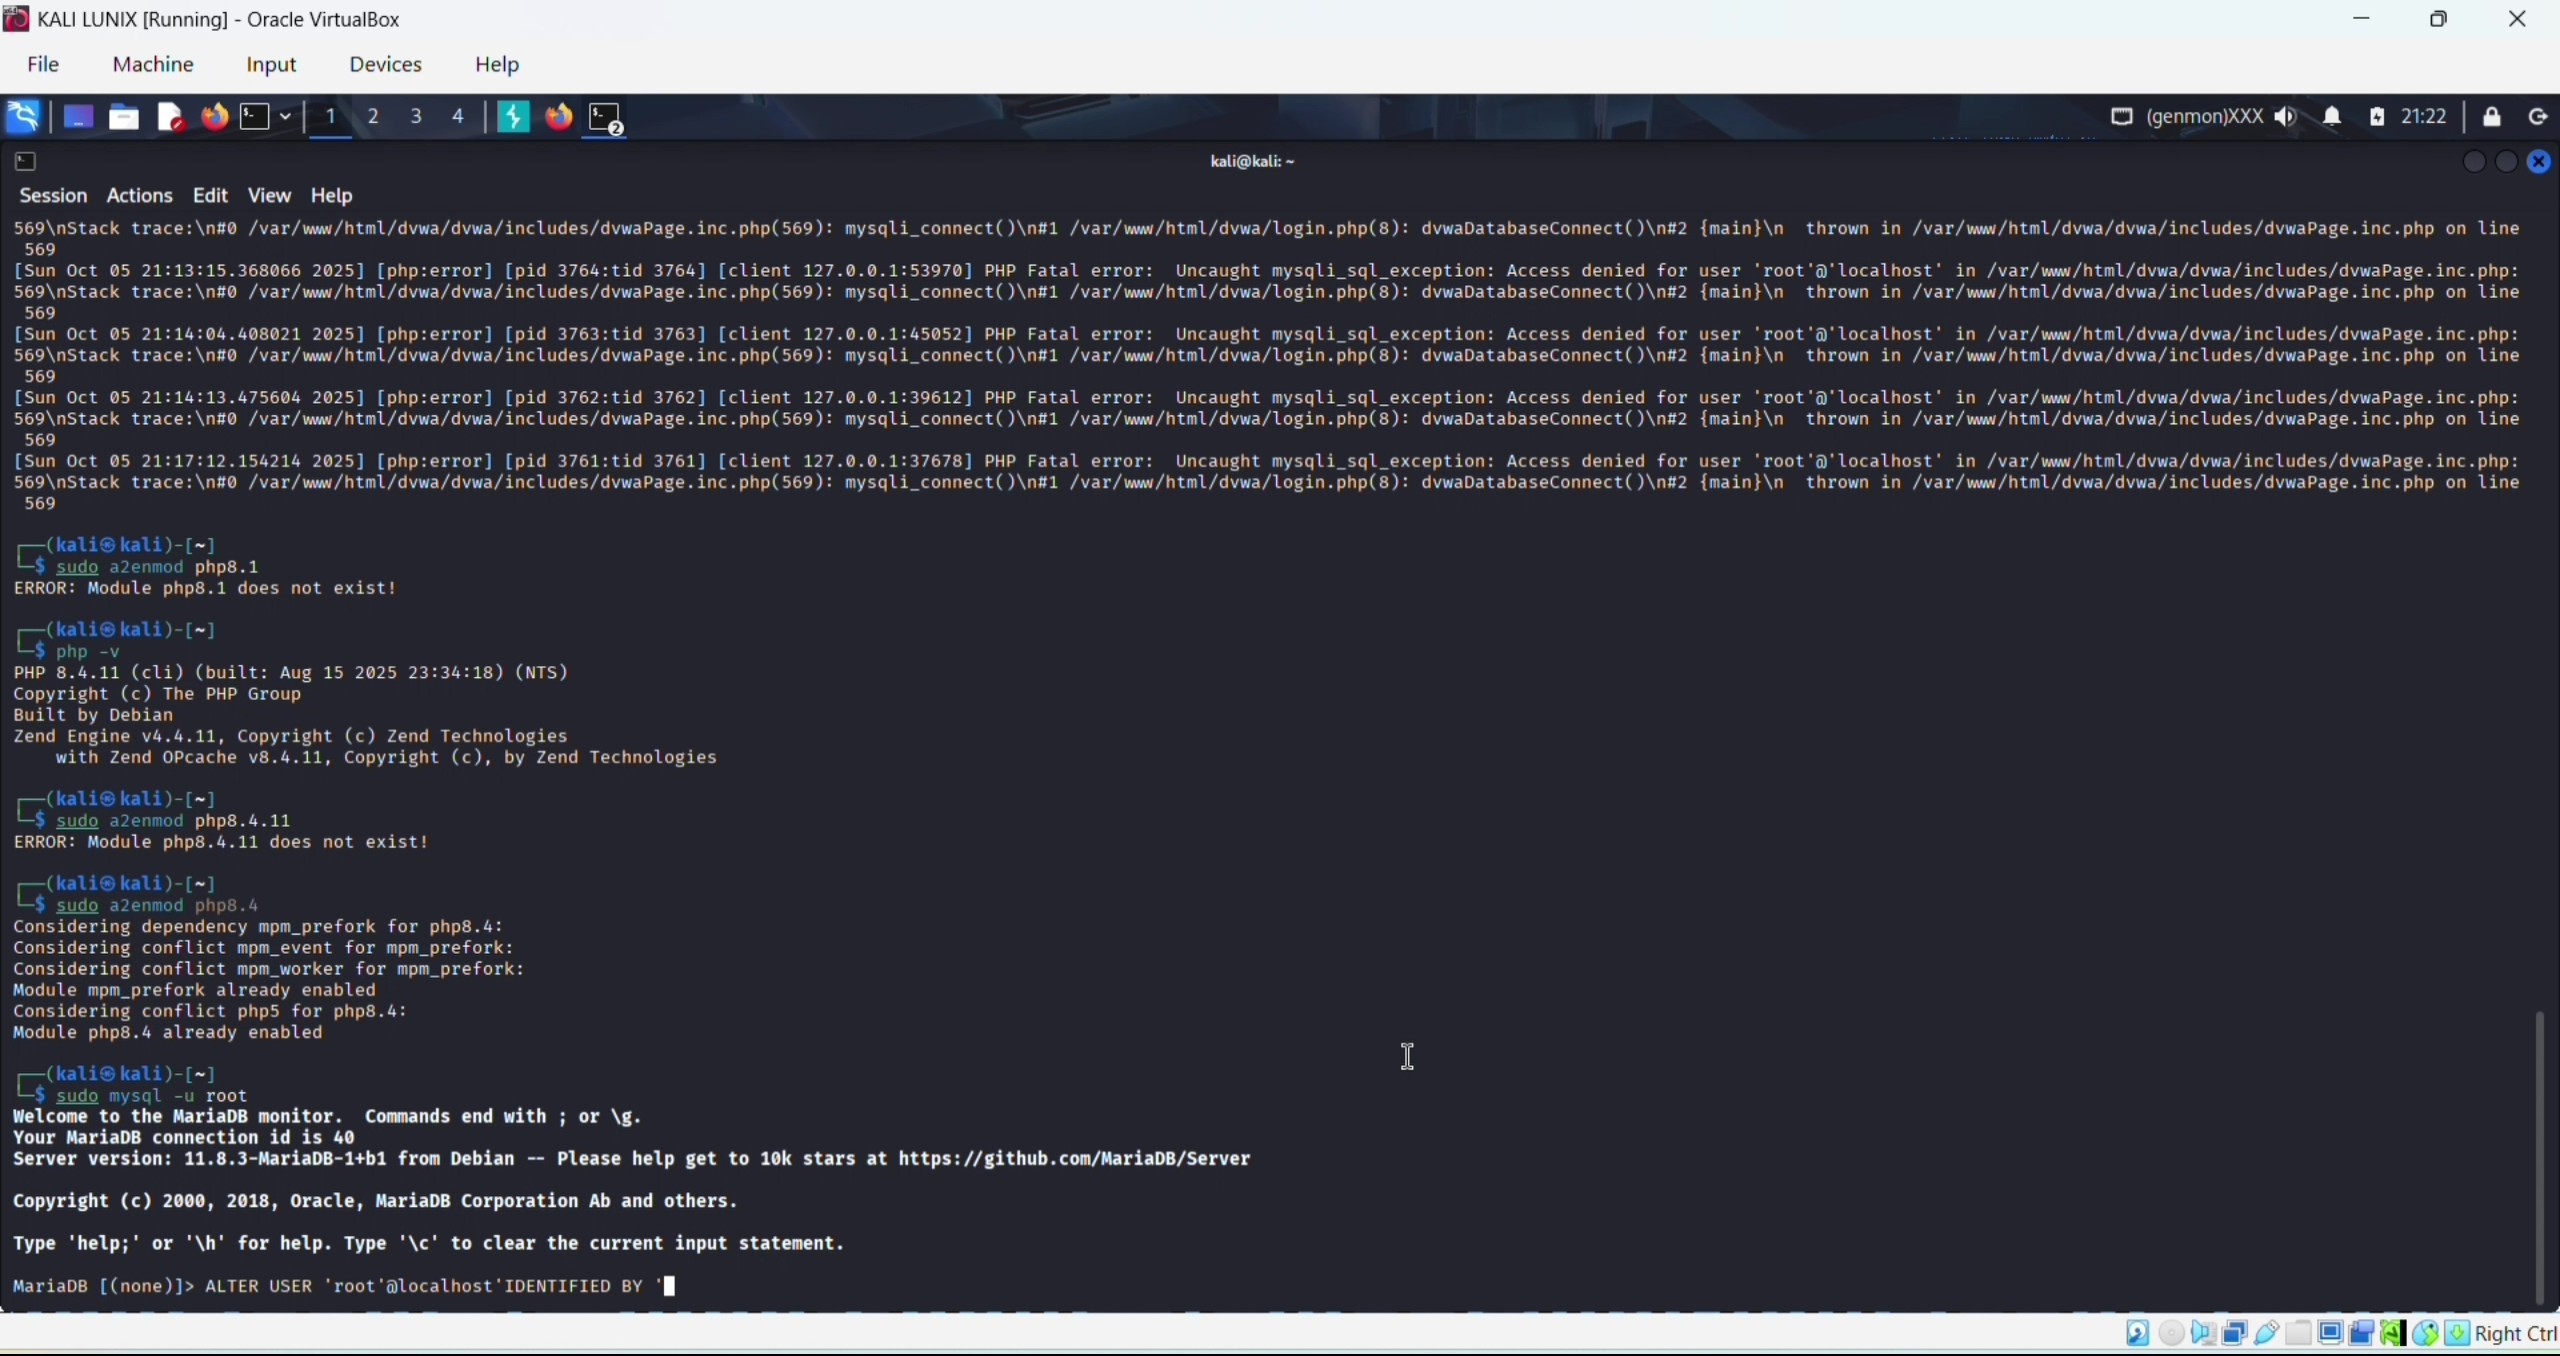 KALI LUNIX [Running] - Oracle VirtualBox
File Machine Input Devices Help
1 2 3 4 2 (genmon)XXX 21:22
kali@kali: ~
Session Actions Edit View Help
569\nStack trace:\n#0 /var/www/html/dvwa/dvwa/includes/dvwaPage.inc.php(569): mysqli_connect()\n#1 /var/www/html/dvwa/login.php(8): dvwaDatabaseConnect()\n#2 {main}\n  thrown in /var/www/html/dvwa/dvwa/includes/dvwaPage.inc.php on line
569
[Sun Oct 05 21:13:15.368066 2025] [php:error] [pid 3764:tid 3764] [client 127.0.0.1:53970] PHP Fatal error:  Uncaught mysqli_sql_exception: Access denied for user 'root'@'localhost' in /var/www/html/dvwa/dvwa/includes/dvwaPage.inc.php:
569\nStack trace:\n#0 /var/www/html/dvwa/dvwa/includes/dvwaPage.inc.php(569): mysqli_connect()\n#1 /var/www/html/dvwa/login.php(8): dvwaDatabaseConnect()\n#2 {main}\n  thrown in /var/www/html/dvwa/dvwa/includes/dvwaPage.inc.php on line
569
[Sun Oct 05 21:14:04.408021 2025] [php:error] [pid 3763:tid 3763] [client 127.0.0.1:45052] PHP Fatal error:  Uncaught mysqli_sql_exception: Access denied for user 'root'@'localhost' in /var/www/html/dvwa/dvwa/includes/dvwaPage.inc.php:
569\nStack trace:\n#0 /var/www/html/dvwa/dvwa/includes/dvwaPage.inc.php(569): mysqli_connect()\n#1 /var/www/html/dvwa/login.php(8): dvwaDatabaseConnect()\n#2 {main}\n  thrown in /var/www/html/dvwa/dvwa/includes/dvwaPage.inc.php on line
569
[Sun Oct 05 21:14:13.475604 2025] [php:error] [pid 3762:tid 3762] [client 127.0.0.1:39612] PHP Fatal error:  Uncaught mysqli_sql_exception: Access denied for user 'root'@'localhost' in /var/www/html/dvwa/dvwa/includes/dvwaPage.inc.php:
569\nStack trace:\n#0 /var/www/html/dvwa/dvwa/includes/dvwaPage.inc.php(569): mysqli_connect()\n#1 /var/www/html/dvwa/login.php(8): dvwaDatabaseConnect()\n#2 {main}\n  thrown in /var/www/html/dvwa/dvwa/includes/dvwaPage.inc.php on line
569
[Sun Oct 05 21:17:12.154214 2025] [php:error] [pid 3761:tid 3761] [client 127.0.0.1:37678] PHP Fatal error:  Uncaught mysqli_sql_exception: Access denied for user 'root'@'localhost' in /var/www/html/dvwa/dvwa/includes/dvwaPage.inc.php:
569\nStack trace:\n#0 /var/www/html/dvwa/dvwa/includes/dvwaPage.inc.php(569): mysqli_connect()\n#1 /var/www/html/dvwa/login.php(8): dvwaDatabaseConnect()\n#2 {main}\n  thrown in /var/www/html/dvwa/dvwa/includes/dvwaPage.inc.php on line
569
┌──(kali㉿kali)-[~]
└─$ sudo a2enmod php8.1
ERROR: Module php8.1 does not exist!
┌──(kali㉿kali)-[~]
└─$ php -v
PHP 8.4.11 (cli) (built: Aug 15 2025 23:34:18) (NTS)
Copyright (c) The PHP Group
Built by Debian
Zend Engine v4.4.11, Copyright (c) Zend Technologies
    with Zend OPcache v8.4.11, Copyright (c), by Zend Technologies
┌──(kali㉿kali)-[~]
└─$ sudo a2enmod php8.4.11
ERROR: Module php8.4.11 does not exist!
┌──(kali㉿kali)-[~]
└─$ sudo a2enmod php8.4
Considering dependency mpm_prefork for php8.4:
Considering conflict mpm_event for mpm_prefork:
Considering conflict mpm_worker for mpm_prefork:
Module mpm_prefork already enabled
Considering conflict php5 for php8.4:
Module php8.4 already enabled
┌──(kali㉿kali)-[~]
└─$ sudo mysql -u root
Welcome to the MariaDB monitor.  Commands end with ; or \g.
Your MariaDB connection id is 40
Server version: 11.8.3-MariaDB-1+b1 from Debian -- Please help get to 10k stars at https://github.com/MariaDB/Server
Copyright (c) 2000, 2018, Oracle, MariaDB Corporation Ab and others.
Type 'help;' or '\h' for help. Type '\c' to clear the current input statement.
MariaDB [(none)]> ALTER USER 'root'@localhost'IDENTIFIED BY '
Right Ctrl